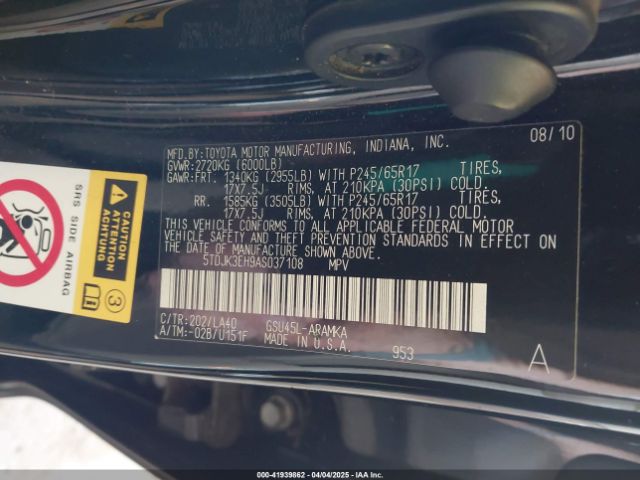 MFD.BY:TOYOTA MOTOR MANUFACTURING, INDIANA, INC. 08/10
GVWR:2720KG (6000LB)
GAWR:FRT. 1340KG (2955LB) WITH P245/65R17 TIRES,
17X7.5J RIMS, AT 210KPA (30PSI) COLD.
RR. 1585KG (3505LB) WITH P245/65R17 TIRES,
17X7.5J RIMS, AT 210KPA (30PSI) COLD.
THIS VEHICLE CONFORMS TO ALL APPLICABLE FEDERAL MOTOR
VEHICLE SAFETY AND THEFT PREVENTION STANDARDS IN EFFECT ON
THE DATE OF MANUFACTURE SHOWN ABOVE.
5TDJK3EH9AS037108 MPV
C/TR:202/LA40 GSU45L-ARAMKA
A/TM:-02B/U151F MADE IN U.S.A. 953 A
SRS SIDE AIRBAG
CAUTION
ATTENTION
ACHTUNG
3
000-41939862 - 04/04/2025 - IAAI.COM